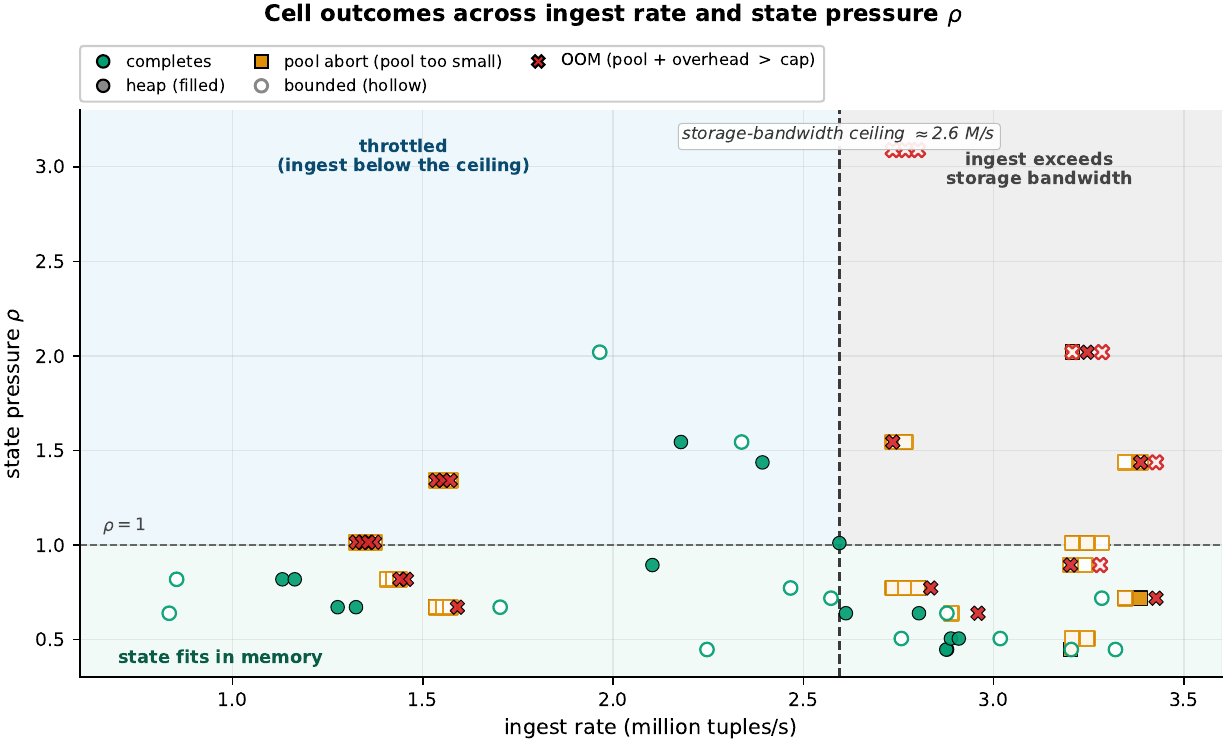 Cell outcomes across ingest rate and state pressure ρ
completes
pool abort (pool too small)
OOM (pool + overhead > cap)
heap (filled)
bounded (hollow)
storage-bandwidth ceiling ≈2.6 M/s
throttled
(ingest below the ceiling)
ingest exceeds
storage bandwidth
ρ = 1
state fits in memory
state pressure ρ
3.0
2.5
2.0
1.5
1.0
0.5
1.0
1.5
2.0
2.5
3.0
3.5
ingest rate (million tuples/s)